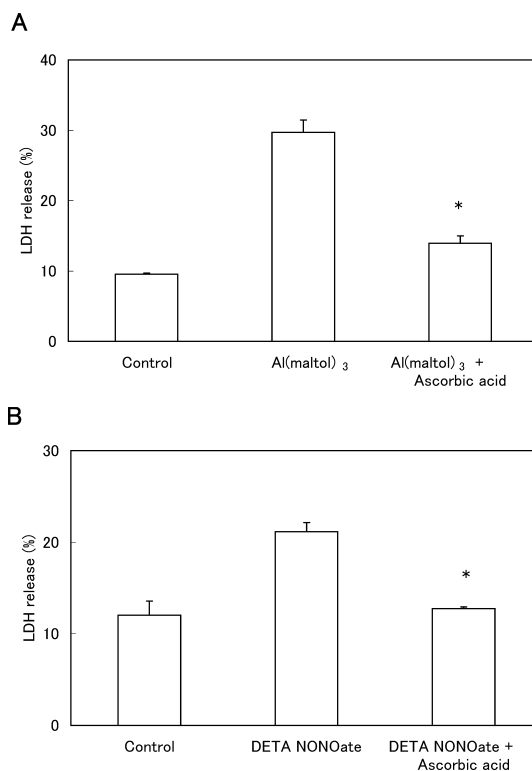 A
LDH release (%)
40
30
20
10
0
*
Control
Al(maltol) 3
Al(maltol) 3 +
Ascorbic acid
B
LDH release (%)
30
20
10
0
*
Control
DETA NONOate
DETA NONOate +
Ascorbic acid